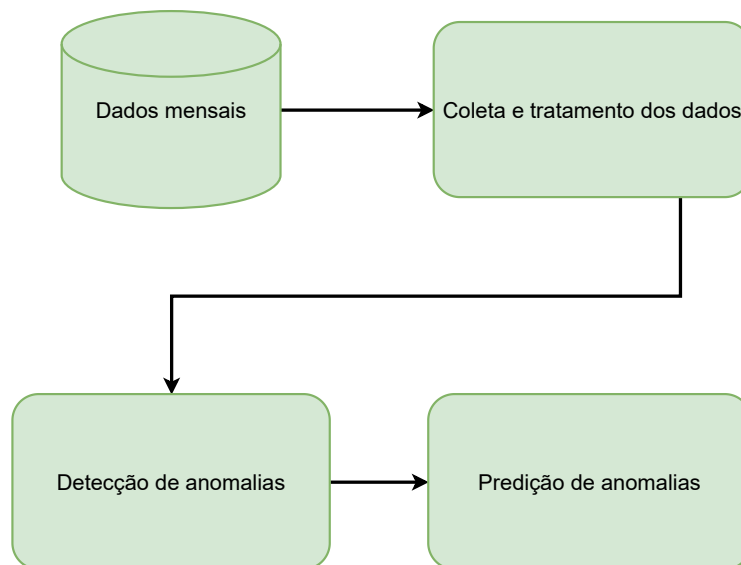 Dados mensais
Coleta e tratamento dos dados
Detecção de anomalias
Predição de anomalias